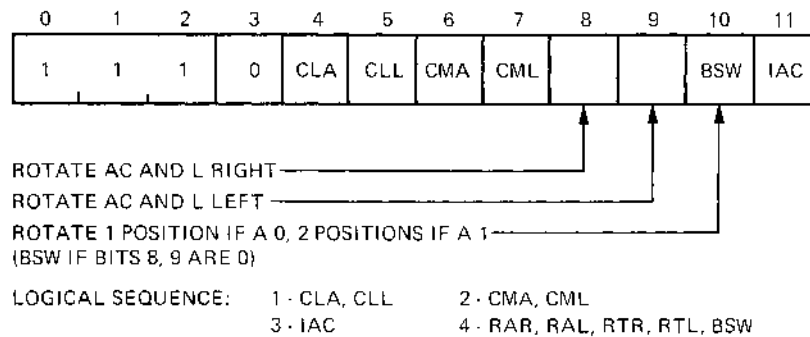 0 1 2 3 4 5 6 7 8 9 10 11
1 1 1 0 CLA CLL CMA CML BSW IAC
ROTATE AC AND L RIGHT
ROTATE AC AND L LEFT
ROTATE 1 POSITION IF A 0, 2 POSITIONS IF A 1
(BSW IF BITS 8, 9 ARE 0)
LOGICAL SEQUENCE: 1 - CLA, CLL 2 - CMA, CML
3 - IAC 4 - RAR, RAL, RTR, RTL, BSW